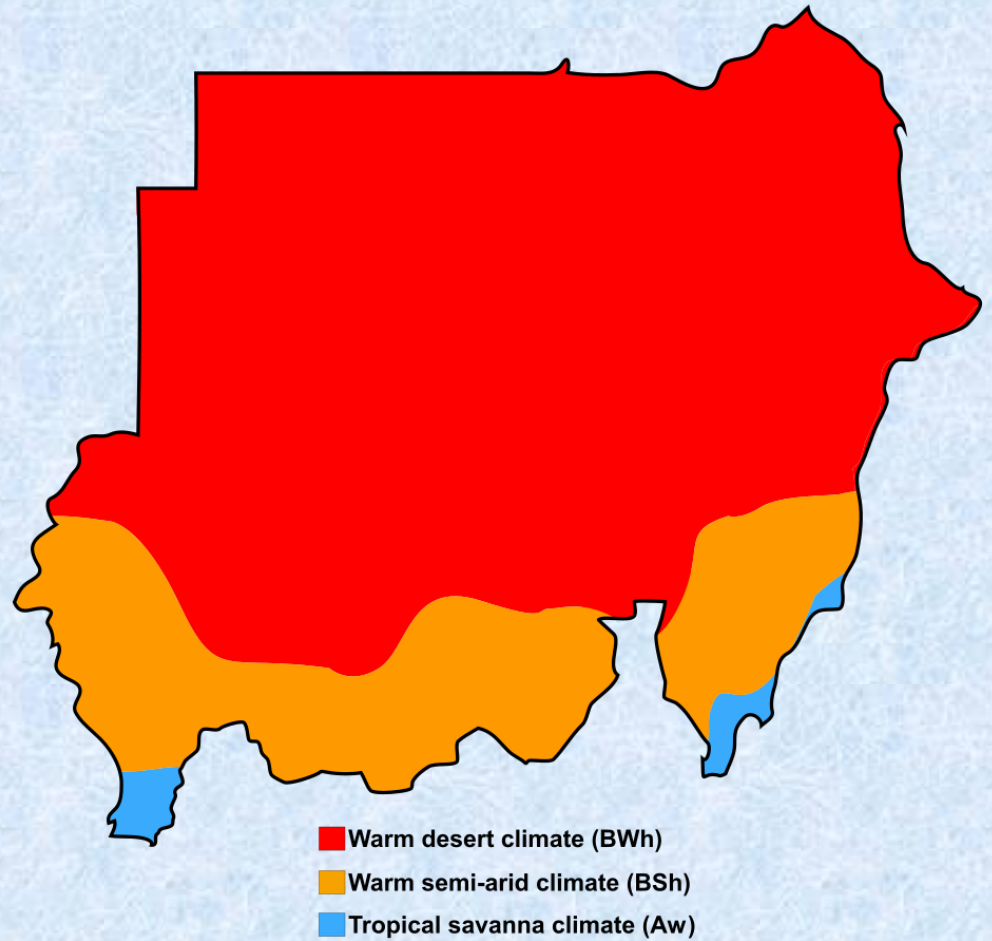 Warm desert climate (BWh)
Warm semi-arid climate (BSh)
Tropical savanna climate (Aw)